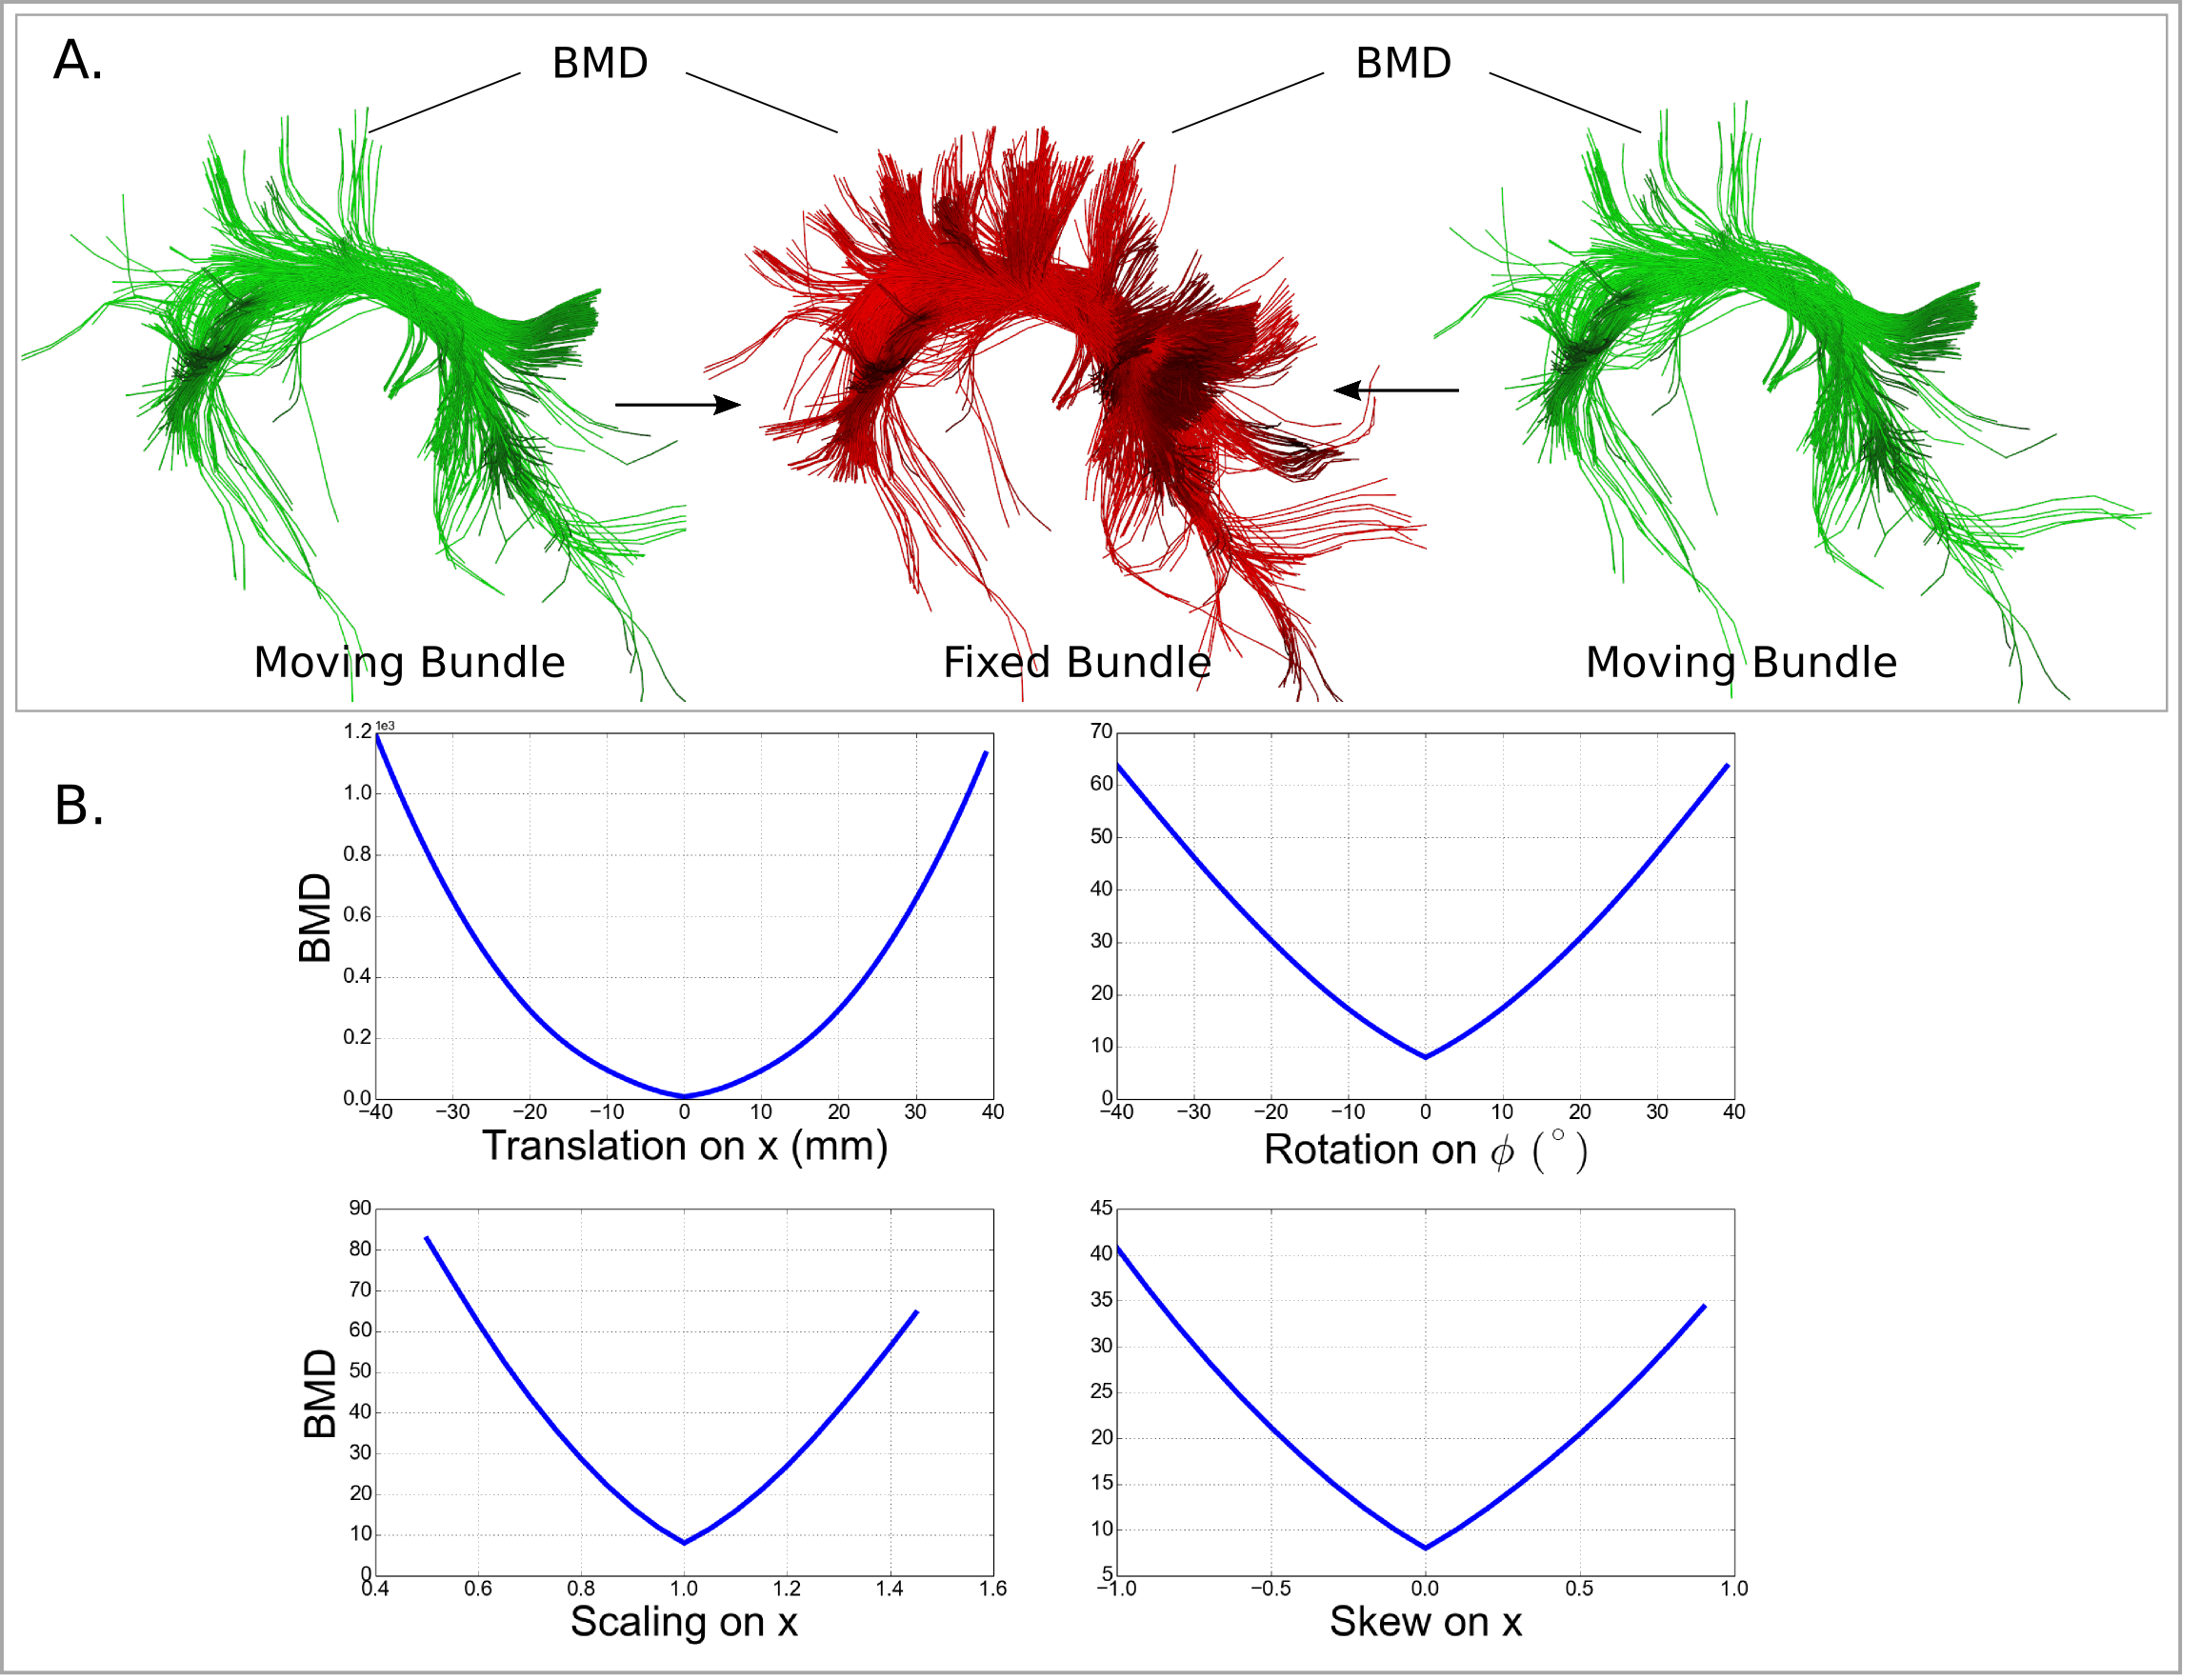 A.
BMD
BMD
Moving Bundle
Fixed Bundle
Moving Bundle
B.
1e3
1.2
1.0
0.8
0.6
0.4
0.2
0.0
BMD
−40 −30 −20 −10 0 10 20 30 40
Translation on x (mm)
70
60
50
40
30
20
10
0
−40 −30 −20 −10 0 10 20 30 40
Rotation on ϕ (°)
90
80
70
60
50
40
30
20
10
0
BMD
0.4 0.6 0.8 1.0 1.2 1.4 1.6
Scaling on x
45
40
35
30
25
20
15
10
5
−1.0 −0.5 0.0 0.5 1.0
Skew on x